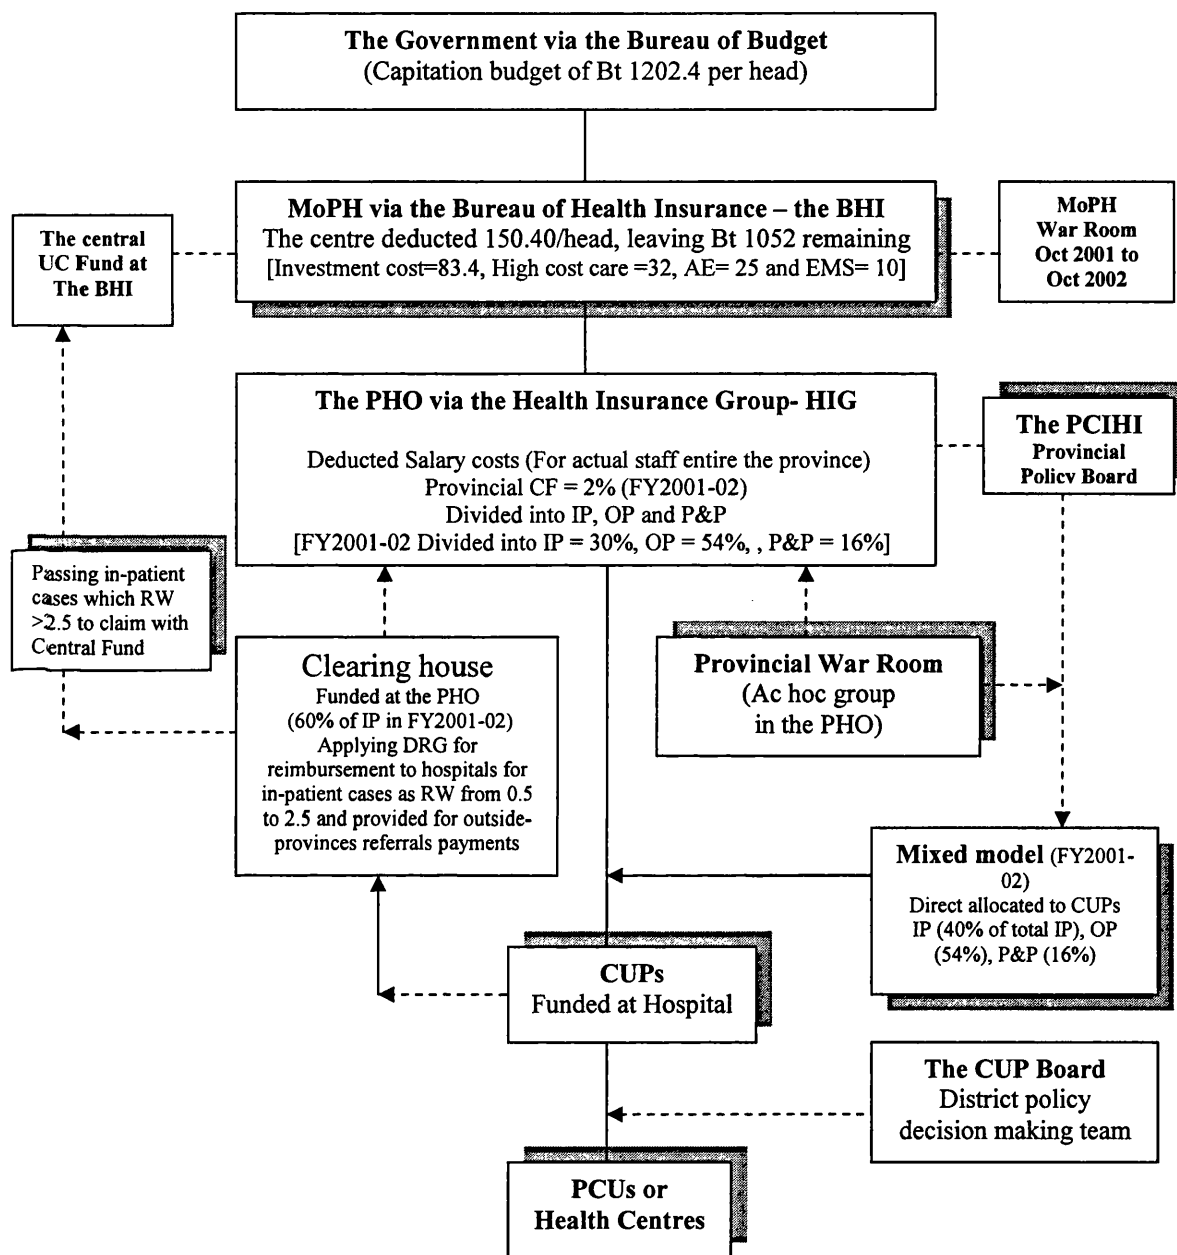 The Government via the Bureau of Budget
(Capitation budget of Bt 1202.4 per head)
MoPH via the Bureau of Health Insurance – the BHI
The centre deducted 150.40/head, leaving Bt 1052 remaining
[Investment cost=83.4, High cost care =32, AE= 25 and EMS= 10]
The central
UC Fund at
The BHI
MoPH
War Room
Oct 2001 to
Oct 2002
The PHO via the Health Insurance Group- HIG
Deducted Salary costs (For actual staff entire the province)
Provincial CF = 2% (FY2001-02)
Divided into IP, OP and P&P
[FY2001-02 Divided into IP = 30%, OP = 54%, , P&P = 16%]
The PCIHI
Provincial
Policy Board
Passing in-patient
cases which RW
>2.5 to claim with
Central Fund
Clearing house
Funded at the PHO
(60% of IP in FY2001-02)
Applying DRG for
reimbursement to hospitals for
in-patient cases as RW from 0.5
to 2.5 and provided for outside-
provinces referrals payments
Provincial War Room
(Ac hoc group
in the PHO)
Mixed model (FY2001-
02)
Direct allocated to CUPs
IP (40% of total IP), OP
(54%), P&P (16%)
CUPs
Funded at Hospital
The CUP Board
District policy
decision making team
PCUs or
Health Centres